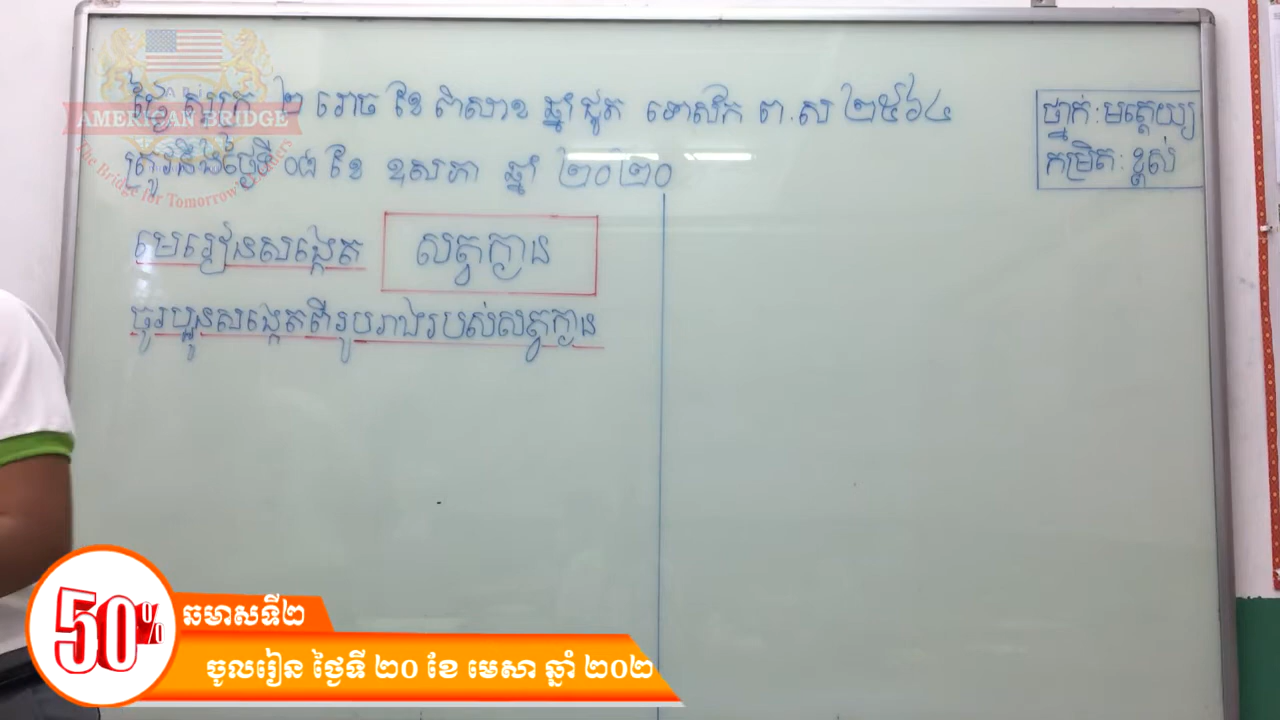 ថ្ងៃ សុក្រ ២ រោច ខែ ពិសាខ ឆ្នាំ ជូត ទោស័ក ព.ស ២៥៦៤
ត្រូវនឹងថ្ងៃទី ០៨ ខែ ឧសភា ឆ្នាំ ២០២០
ថ្នាក់: មត្តេយ្យ
កម្រិត: ខ្ពស់
មេរៀនសង្កេត សត្វក្ងាន
ចូរប្អូនសង្កេតពីរូបរាងរបស់សត្វក្ងាន
AMERICAN BRIDGE
The Bridge for Tomorrow's Leaders
50%
ឆមាសទី២
ចូលរៀន ថ្ងៃទី ២០ ខែ មេសា ឆ្នាំ ២០២